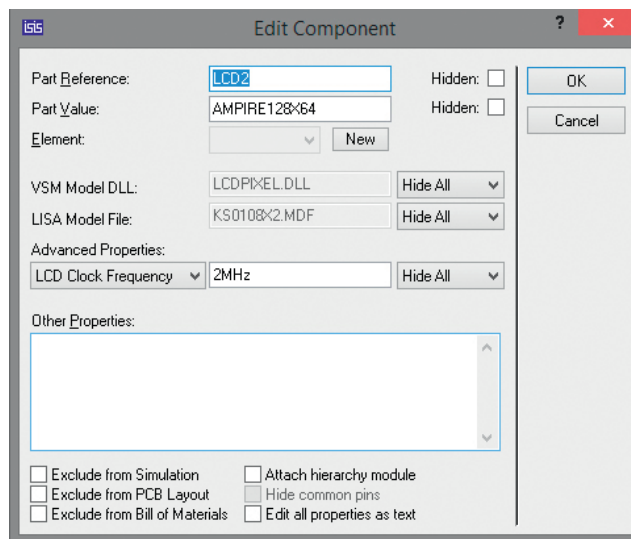 isis Edit Component ? ×
Part Reference: LCD2 Hidden: OK
Part Value: AMPIRE128X64 Hidden: Cancel
Element: New
VSM Model DLL: LCDPIXEL.DLL Hide All
LISA Model File: KS0108X2.MDF Hide All
Advanced Properties:
LCD Clock Frequency 2MHz Hide All
Other Properties:
Exclude from Simulation Attach hierarchy module
Exclude from PCB Layout Hide common pins
Exclude from Bill of Materials Edit all properties as text